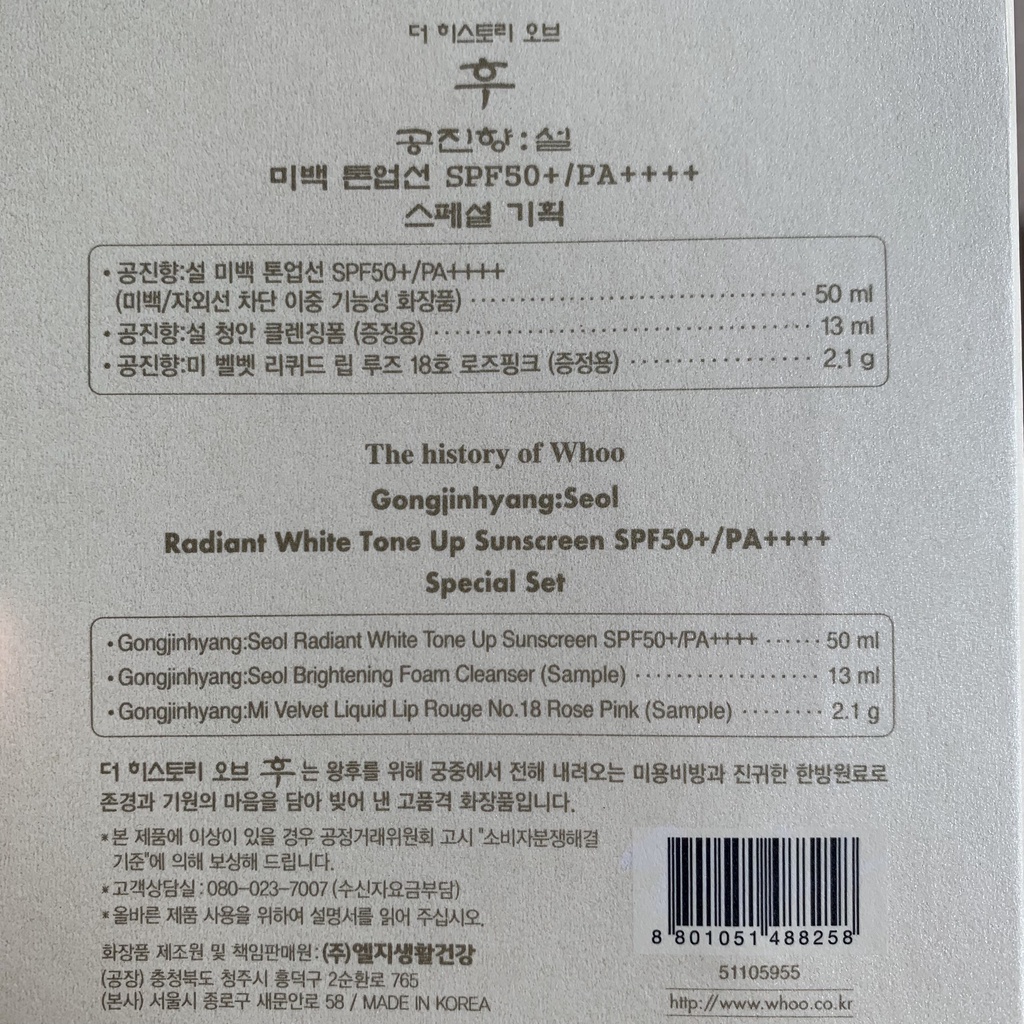 더 히스토리 오브
후
공진향:설
미백 톤업선 SPF50+/PA++++
스페셜 기획
• 공진향:설 미백 톤업선 SPF50+/PA++++
(미백/자외선 차단 이중 기능성 화장품) ······ 50 ml
• 공진향:설 청안 클렌징폼 (증정용) ······ 13 ml
• 공진향:미 벨벳 리퀴드 립 루즈 18호 로즈핑크 (증정용) ······ 2.1 g
The history of Whoo
Gongjinhyang:Seol
Radiant White Tone Up Sunscreen SPF50+/PA++++
Special Set
• Gongjinhyang:Seol Radiant White Tone Up Sunscreen SPF50+/PA++++ ······ 50 ml
• Gongjinhyang:Seol Brightening Foam Cleanser (Sample) ······ 13 ml
• Gongjinhyang:Mi Velvet Liquid Lip Rouge No.18 Rose Pink (Sample) ······ 2.1 g
더 히스토리 오브 후 는 왕후를 위해 궁중에서 전해 내려오는 미용비방과 진귀한 한방원료로
존경과 기원의 마음을 담아 빚어 낸 고품격 화장품입니다.
※본 제품에 이상이 있을 경우 공정거래위원회 고시 "소비자분쟁해결
기준"에 의해 보상해 드립니다.
※고객상담실 : 080-023-7007 (수신자요금부담)
※올바른 제품 사용을 위하여 설명서를 읽어 주십시오.
화장품 제조원 및 책임판매원 : (주)엘지생활건강
(공장) 충청북도 청주시 흥덕구 2순환로 765
(본사) 서울시 종로구 새문안로 58 / MADE IN KOREA
8 801051 488258
51105955
http://www.whoo.co.kr